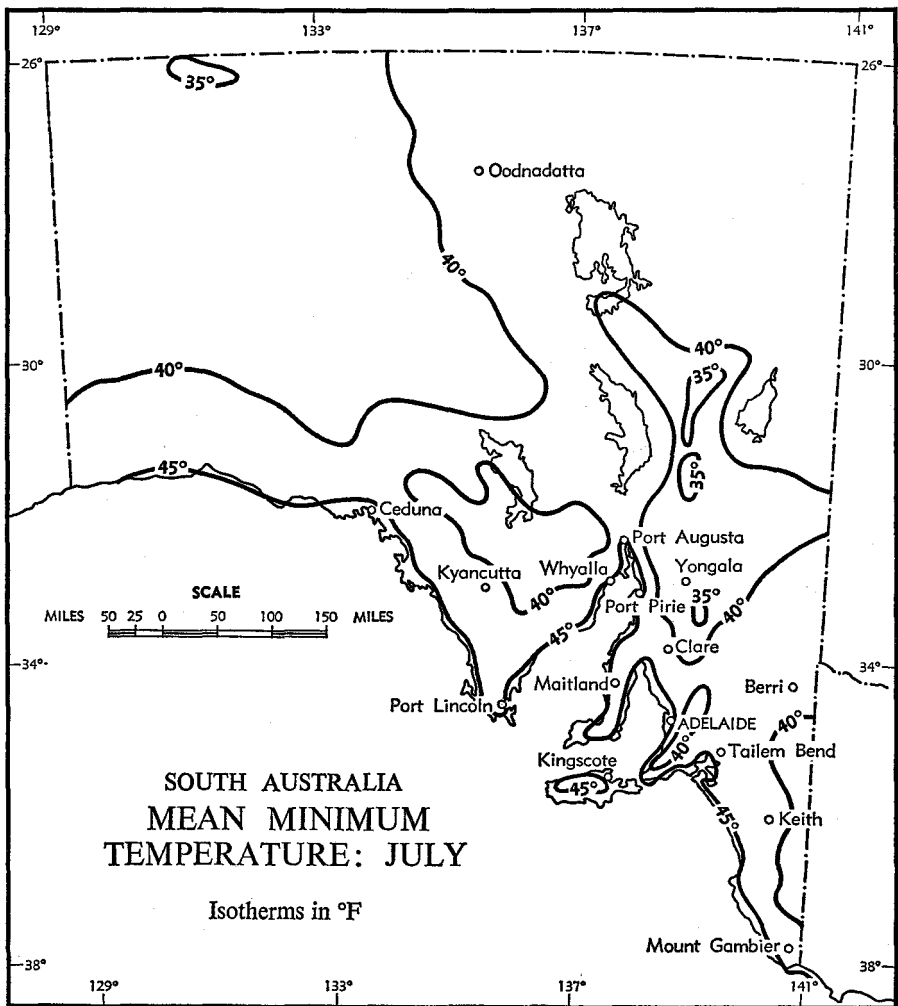 129° 133° 137° 141°
26° 26°
35°
Oodnadatta
40°
30° 40° 40° 30°
35°
45° 35°
Ceduna
Port Augusta
Kyancutta Whyalla Yongala
SCALE 40° 35° 40°
MILES 50 25 0 50 100 150 MILES Port Pirie
45°
Clare
34° 34°
Maitland Berri
Port Lincoln
ADELAIDE 40°
40° Tailem Bend
Kingscote
45°
SOUTH AUSTRALIA
MEAN MINIMUM 45° Keith
TEMPERATURE: JULY
Isotherms in °F
Mount Gambier
38° 38°
129° 133° 137° 141°